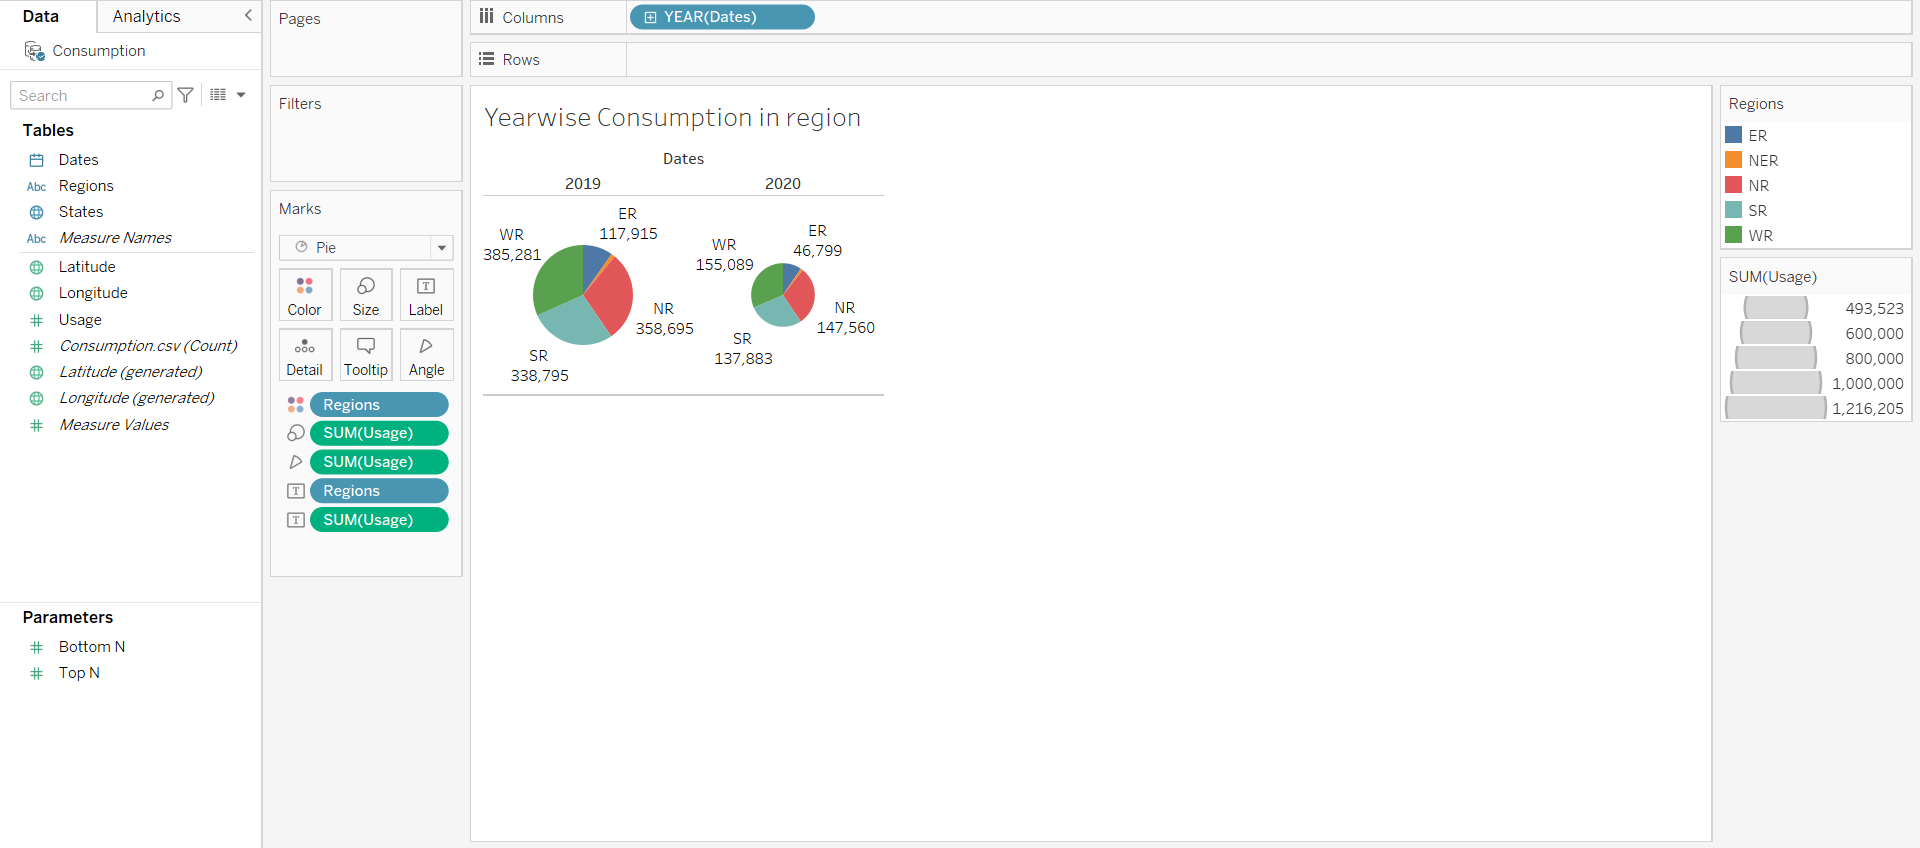 Data
Analytics
Consumption
Search
Tables
Dates
Abc Regions
States
Abc Measure Names
Latitude
Longitude
Usage
Consumption.csv (Count)
Latitude (generated)
Longitude (generated)
Measure Values
Parameters
Bottom N
Top N
Pages
Filters
Marks
Pie
Color Size Label
Detail Tooltip Angle
Regions
SUM(Usage)
SUM(Usage)
Regions
SUM(Usage)
Columns YEAR(Dates)
Rows
Yearwise Consumption in region
Dates
2019 2020
ER
117,915
WR
385,281
NR
358,695
SR
338,795
ER
46,799
WR
155,089
NR
147,560
SR
137,883
Regions
ER
NER
NR
SR
WR
SUM(Usage)
493,523
600,000
800,000
1,000,000
1,216,205